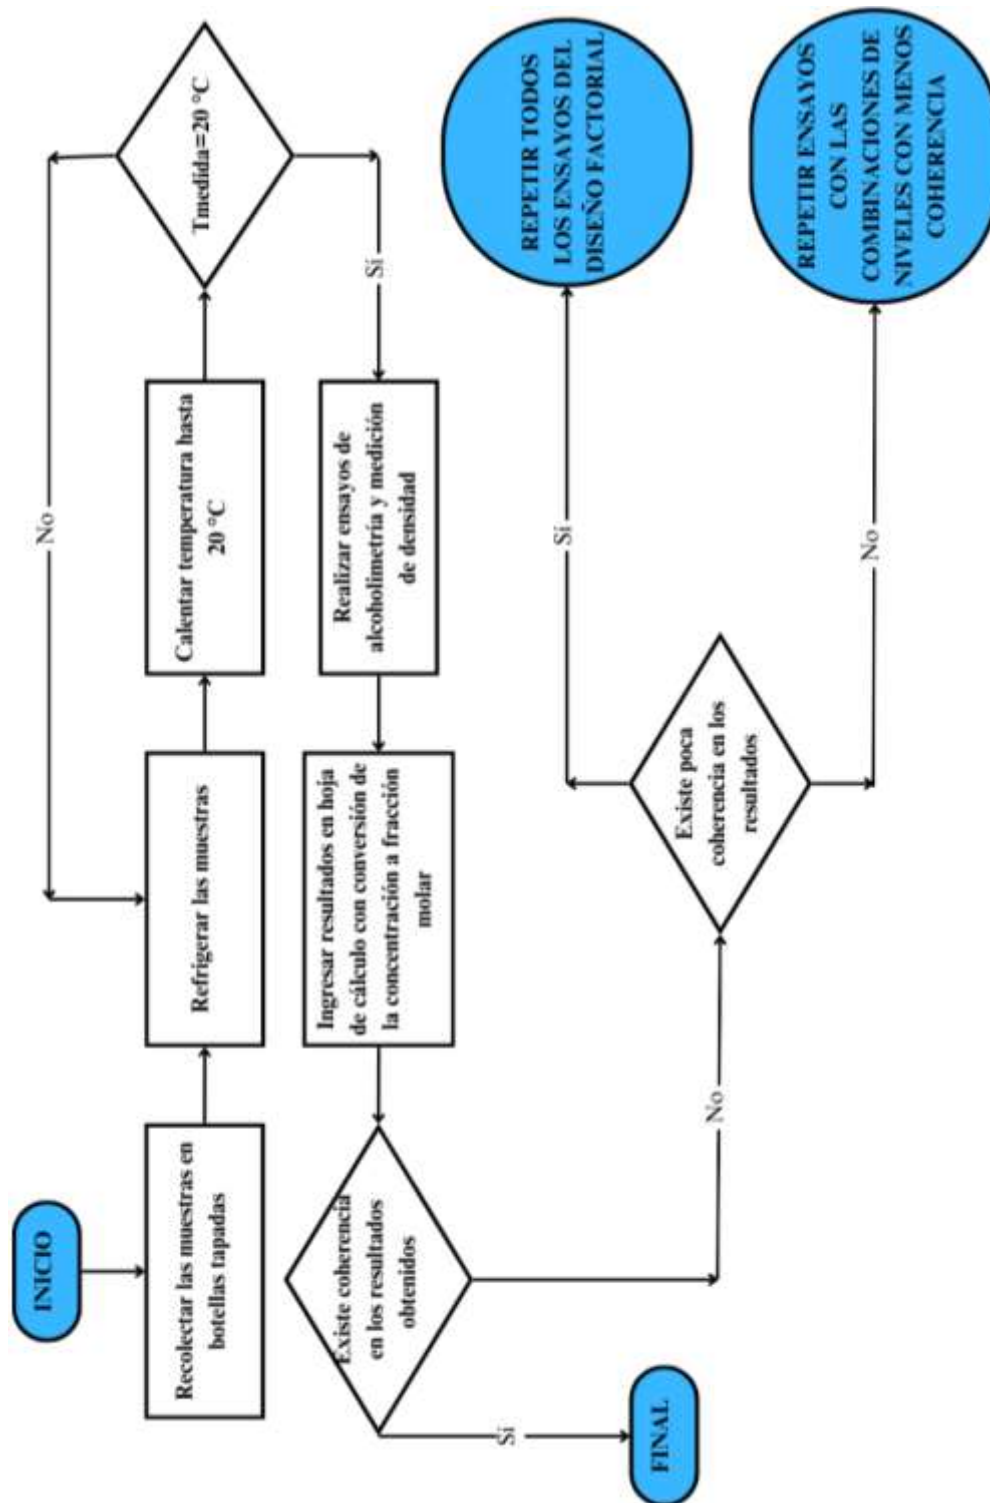 INICIO
Recolectar las muestras en
botellas tapadas
Refrigerar las muestras
Calentar temperatura hasta
20 °C
Tmedida=20 °C
No
Si
Realizar ensayos de
alcoholimetría y medición
de densidad
Ingresar resultados en hoja
de cálculo con conversión de
la concentración a fracción
molar
Existe coherencia
en los resultados
obtenidos
Si
FINAL
No
Existe poca
coherencia en los
resultados
Si
REPETIR TODOS
LOS ENSAYOS DEL
DISEÑO FACTORIAL
No
REPETIR ENSAYOS
CON LAS
COMBINACIONES DE
NIVELES CON MENOS
COHERENCIA